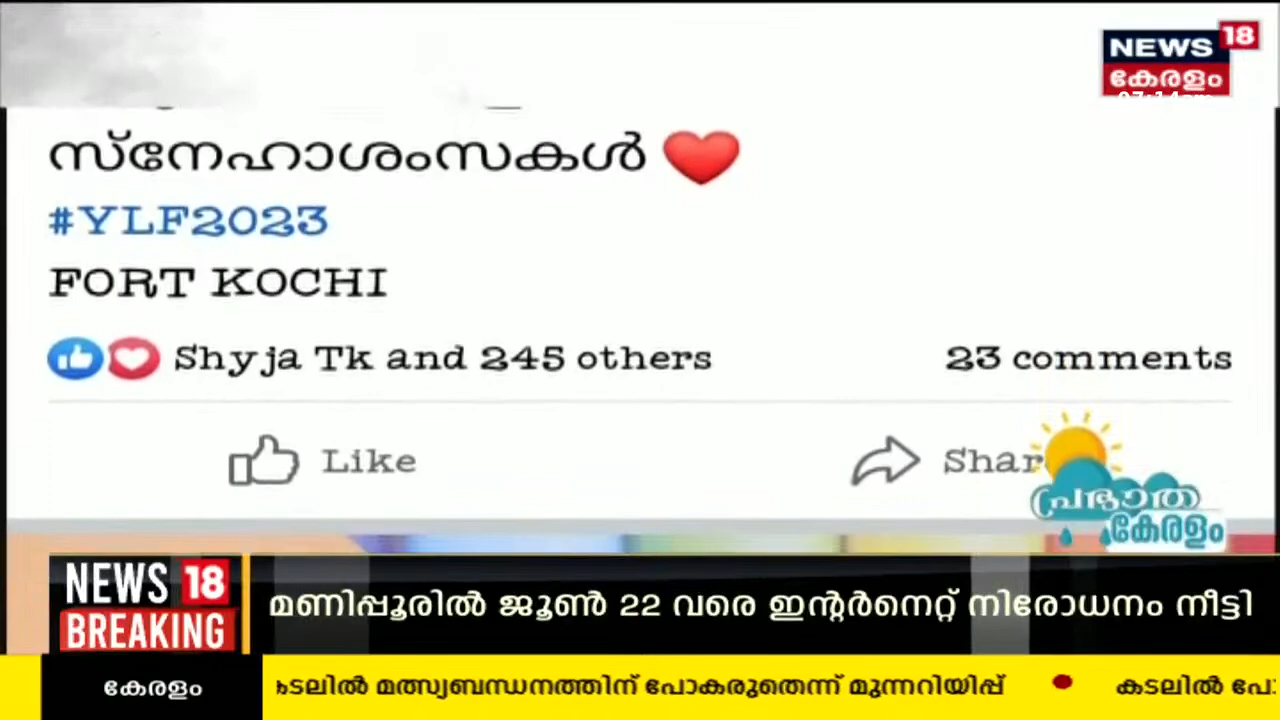 NEWS 18
കേരളം
സ്നേഹാശംസകൾ
#YLF2023
FORT KOCHI
Shyja Tk and 245 others
23 comments
Like
Shar
പ്രഭാത
കേരളം
NEWS 18
BREAKING
മണിപ്പൂരിൽ ജൂൺ 22 വരെ ഇന്റർനെറ്റ് നിരോധനം നീട്ടി
കേരളം
കടലിൽ മത്സ്യബന്ധനത്തിന് പോകരുതെന്ന് മുന്നറിയിപ്പ്
കടലിൽ